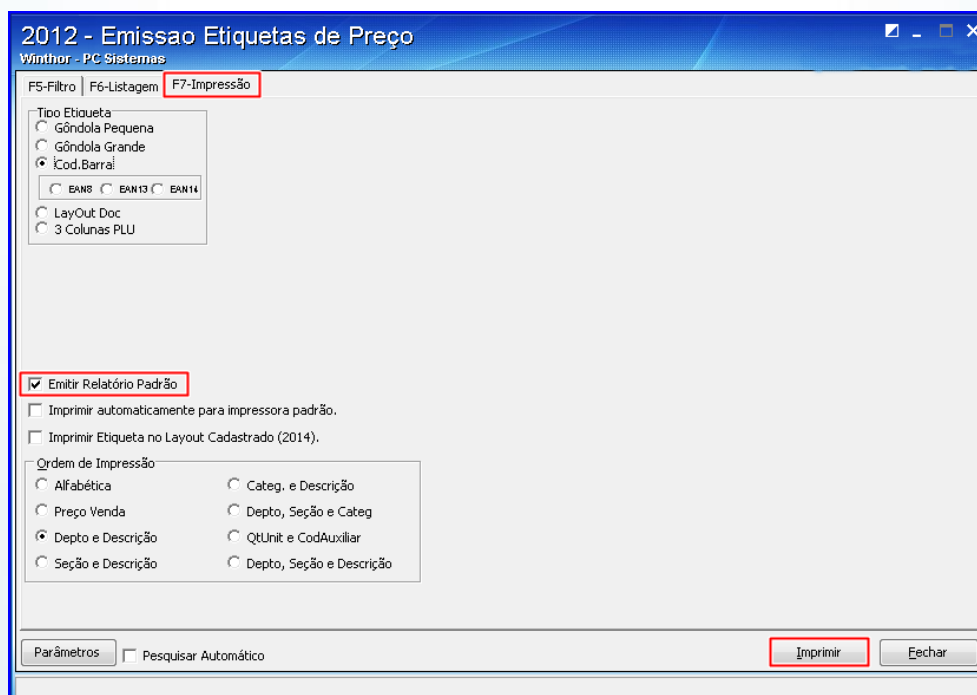 2012 - Emissao Etiquetas de Preço
Winthor - PC Sistemas
F5-Filtro F6-Listagem F7-Impressão
Tipo Etiqueta
Gôndola Pequena
Gôndola Grande
Cod.Barra
EAN8 EAN13 EAN14
LayOut Doc
3 Colunas PLU
Emitir Relatório Padrão
Imprimir automaticamente para impressora padrão.
Imprimir Etiqueta no Layout Cadastrado (2014).
Ordem de Impressão
Alfabética Categ. e Descrição
Preço Venda Depto, Seção e Categ
Depto e Descrição QtUnit e CodAuxiliar
Seção e Descrição Depto, Seção e Descrição
Parâmetros Pesquisar Automático Imprimir Fechar